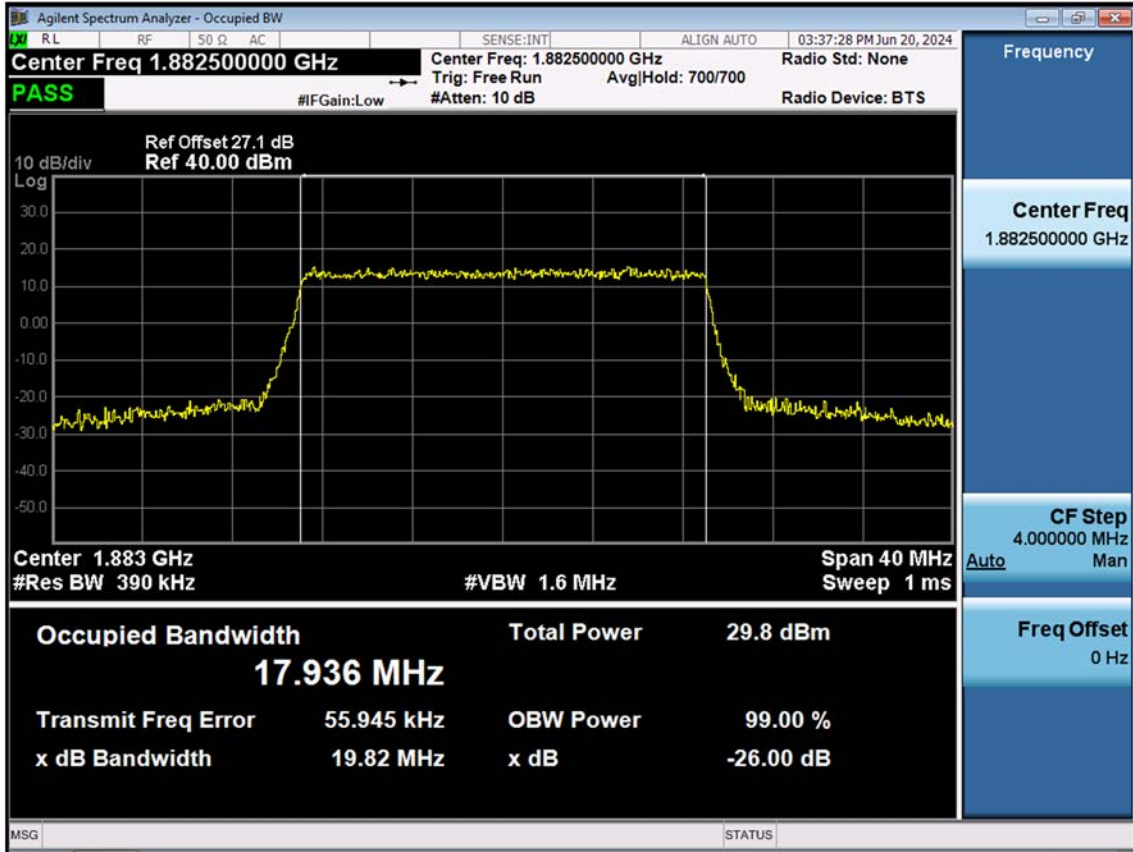 Agilent Spectrum Analyzer - Occupied BW
LXI RL RF 50 Ω AC SENSE:INT ALIGN AUTO 03:37:28 PM Jun 20, 2024
Center Freq 1.882500000 GHz
Center Freq: 1.882500000 GHz
Radio Std: None
Trig: Free Run Avg|Hold: 700/700
PASS
#IFGain:Low
#Atten: 10 dB
Radio Device: BTS
Ref Offset 27.1 dB
10 dB/div Ref 40.00 dBm
Log
30.0
20.0
10.0
0.00
-10.0
-20.0
-30.0
-40.0
-50.0
Center 1.883 GHz Span 40 MHz
#Res BW 390 kHz #VBW 1.6 MHz Sweep 1 ms
Occupied Bandwidth Total Power 29.8 dBm
17.936 MHz
Transmit Freq Error 55.945 kHz OBW Power 99.00 %
x dB Bandwidth 19.82 MHz x dB -26.00 dB
MSG STATUS
Frequency
Center Freq
1.882500000 GHz
CF Step
4.000000 MHz
Auto Man
Freq Offset
0 Hz